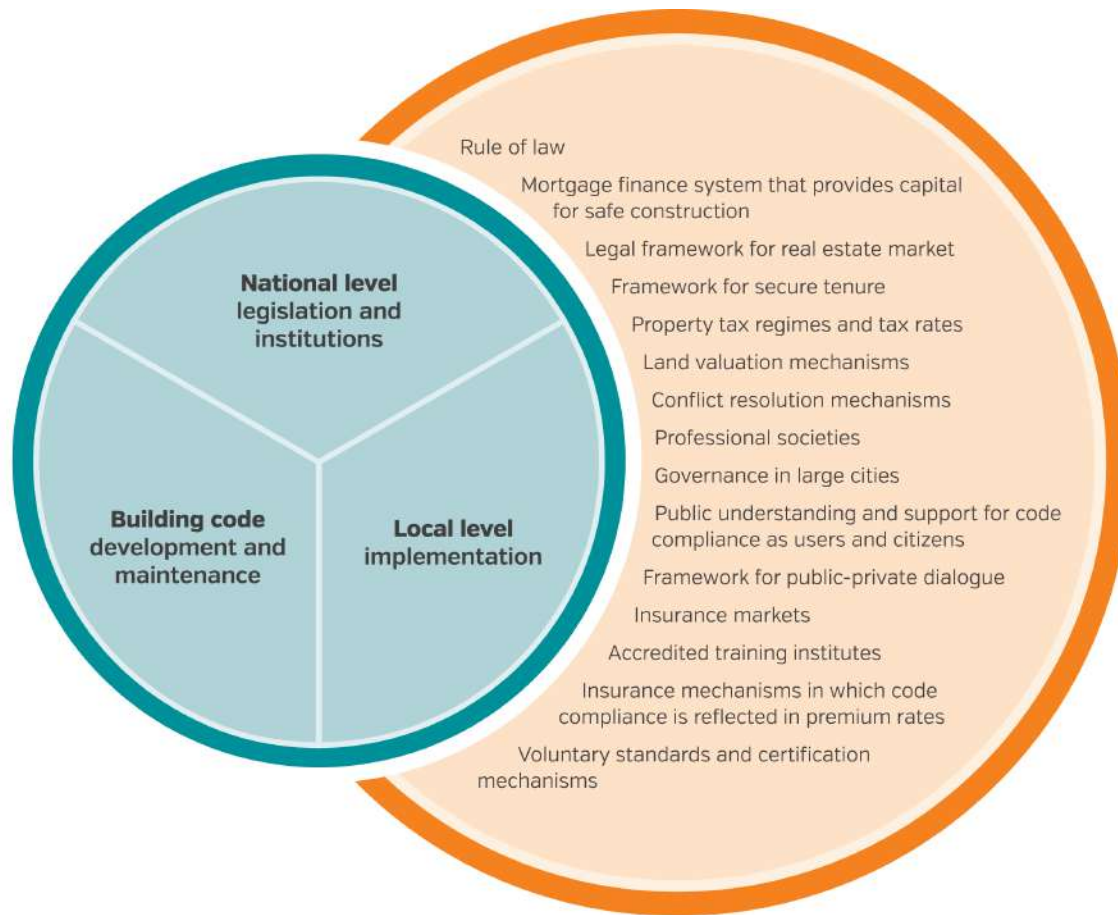 National level
legislation and
institutions
Building code
development and
maintenance
Local level
implementation
Rule of law
Mortgage finance system that provides capital
for safe construction
Legal framework for real estate market
Framework for secure tenure
Property tax regimes and tax rates
Land valuation mechanisms
Conflict resolution mechanisms
Professional societies
Governance in large cities
Public understanding and support for code
compliance as users and citizens
Framework for public-private dialogue
Insurance markets
Accredited training institutes
Insurance mechanisms in which code
compliance is reflected in premium rates
Voluntary standards and certification
mechanisms